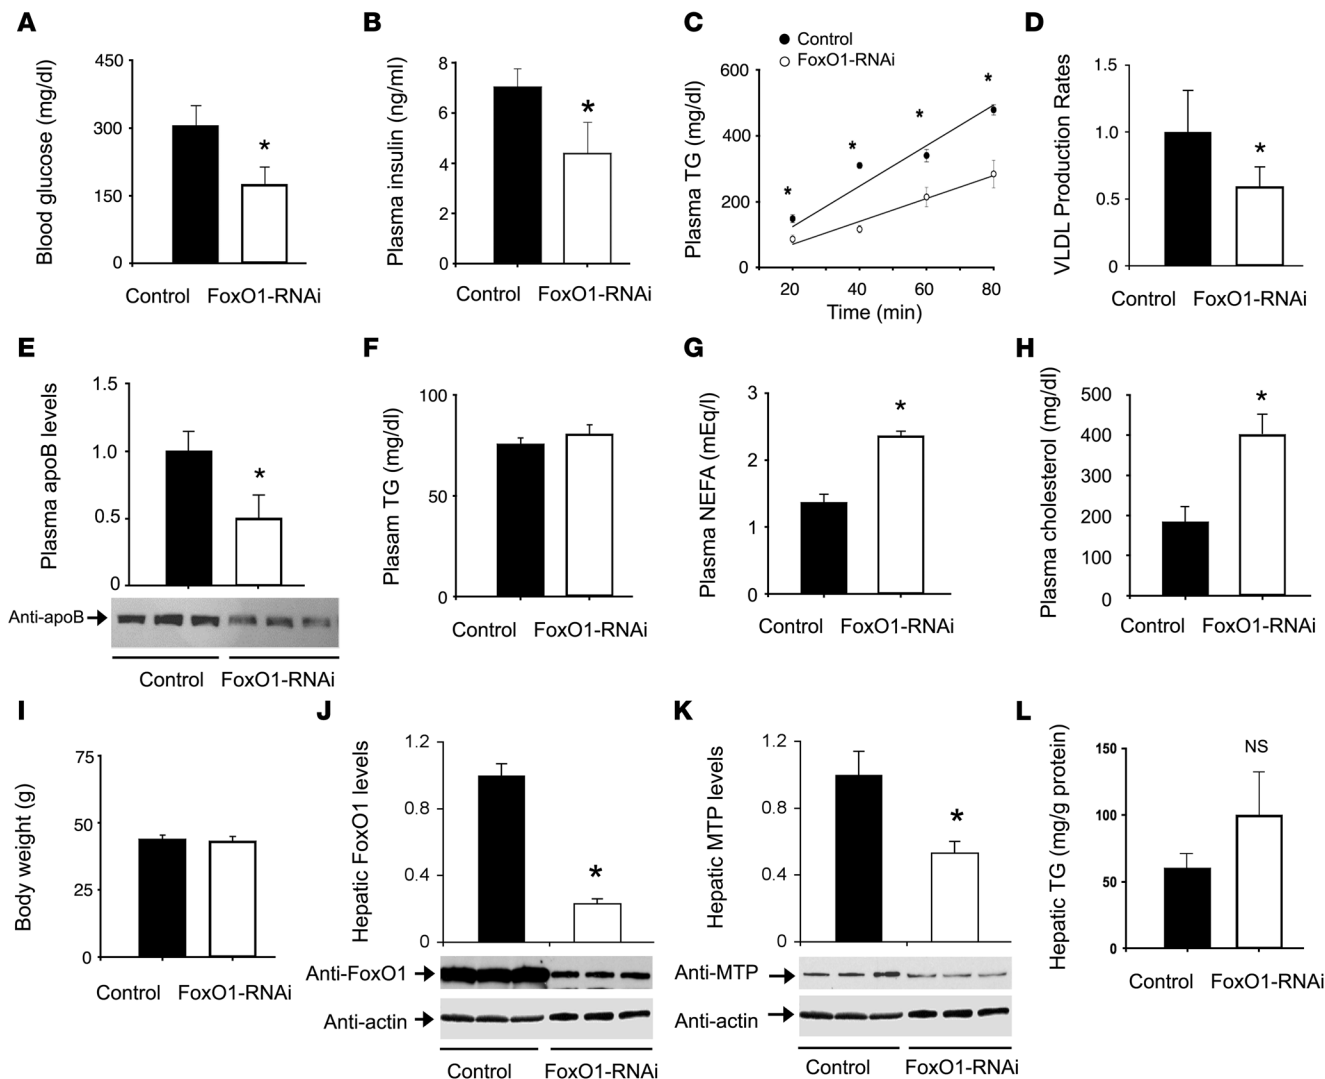 A
Blood glucose (mg/dl)
450
300
150
0
Control FoxO1-RNAi
*
B
Plasma insulin (ng/ml)
8
6
4
2
0
Control FoxO1-RNAi
*
C
Control
FoxO1-RNAi
Plasma TG (mg/dl)
600
400
200
0
* * * *
20 40 60 80
Time (min)
D
VLDL Production Rates
1.5
1.0
0.5
0
*
Control FoxO1-RNAi
E
Plasma apoB levels
1.5
1.0
0.5
0
*
Anti-apoB
Control FoxO1-RNAi
F
Plasam TG (mg/dl)
100
50
0
Control FoxO1-RNAi
G
Plasma NEFA (mEq/l)
3
2
1
0
*
Control FoxO1-RNAi
H
Plasma cholesterol (mg/dl)
500
400
300
200
100
0
*
Control FoxO1-RNAi
I
Body weight (g)
75
50
25
0
Control FoxO1-RNAi
J
Hepatic FoxO1 levels
1.2
0.8
0.4
0
*
Anti-FoxO1
Anti-actin
Control FoxO1-RNAi
K
Hepatic MTP levels
1.2
0.8
0.4
0
*
Anti-MTP
Anti-actin
Control FoxO1-RNAi
L
Hepatic TG (mg/g protein)
150
100
50
0
NS
Control FoxO1-RNAi